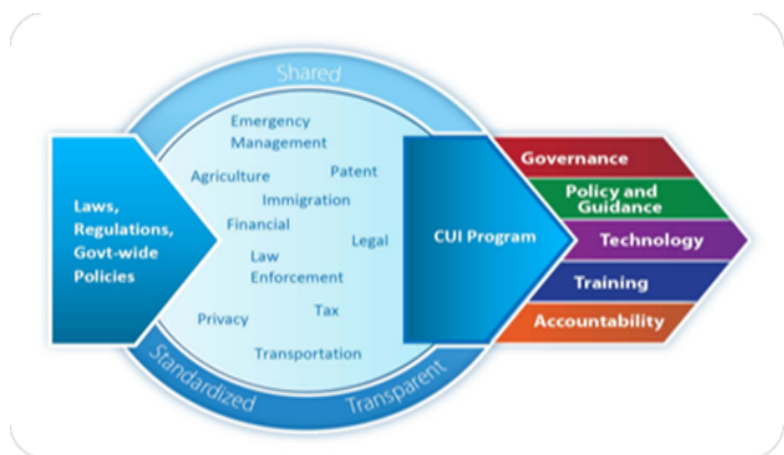 Shared
Emergency
Management
Agriculture
Patent
Immigration
Financial
Legal
Law
Enforcement
Privacy
Tax
Transportation
Standardized
Transparent
Laws,
Regulations,
Govt-wide
Policies
CUI Program
Governance
Policy and
Guidance
Technology
Training
Accountability